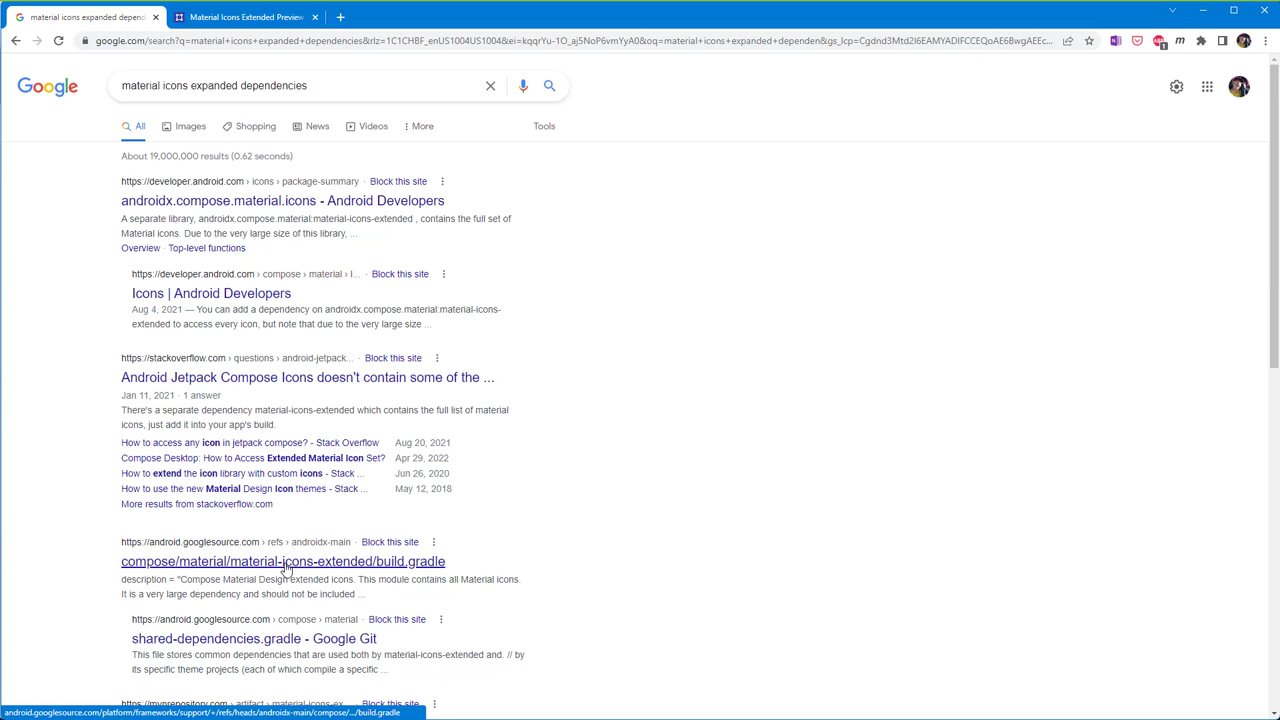 material icons expanded depend
Material Icons Extended Preview
google.com/search?q=material+icons+expanded+dependencies&rlz=1C1CHBF_enUS1004US1004&ei=kqqrYu-1O_aj5NoP6vmYyA0&oq=material+icons+expanded+dependen&gs_lcp=Cgdnd3Mtd2l6EAMYADIFCCEQoAE6BwgAEEc...
Google
material icons expanded dependencies
All
Images
Shopping
News
Videos
More
Tools
About 19,000,000 results (0.62 seconds)
https://developer.android.com › icons › package-summary · Block this site
androidx.compose.material.icons - Android Developers
A separate library, androidx.compose.material:material-icons-extended , contains the full set of
Material icons. Due to the very large size of this library, ...
Overview · Top-level functions
https://developer.android.com › compose › material › I... · Block this site
Icons | Android Developers
Aug 4, 2021 — You can add a dependency on androidx.compose.material:material-icons-
extended to access every icon, but note that due to the very large size ...
https://stackoverflow.com › questions › android-jetpack... · Block this site
Android Jetpack Compose Icons doesn't contain some of the ...
Jan 11, 2021 · 1 answer
There's a separate dependency material-icons-extended which contains the full list of material
icons, just add it into your app's build.
How to access any icon in jetpack compose? - Stack Overflow Aug 20, 2021
Compose Desktop: How to Access Extended Material Icon Set? Apr 29, 2022
How to extend the icon library with custom icons - Stack ... Jun 26, 2020
How to use the new Material Design Icon themes - Stack ... May 12, 2018
More results from stackoverflow.com
https://android.googlesource.com › refs › androidx-main · Block this site
compose/material/material-icons-extended/build.gradle
description = "Compose Material Design extended icons. This module contains all Material icons.
It is a very large dependency and should not be included ...
https://android.googlesource.com › compose › material · Block this site
shared-dependencies.gradle - Google Git
This file stores common dependencies that are used both by material-icons-extended and. // by
its specific theme projects (each of which compile a specific ...
https://mvnrepository.com › artifact › material-icons-ex... · Block this site
android.googlesource.com/platform/frameworks/support/+/refs/heads/androidx-main/compose/.../build.gradle